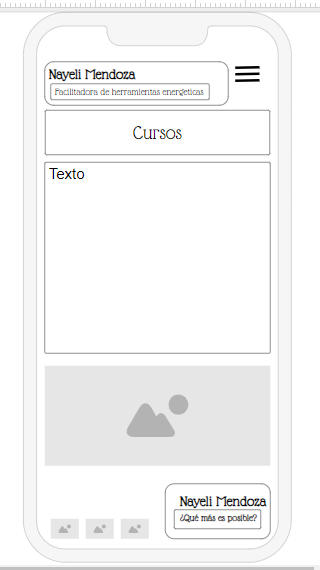 Nayeli Mendoza
Facilitadora de herramientas energeticas
Cursos
Texto
Nayeli Mendoza
¿Qué más es posible?